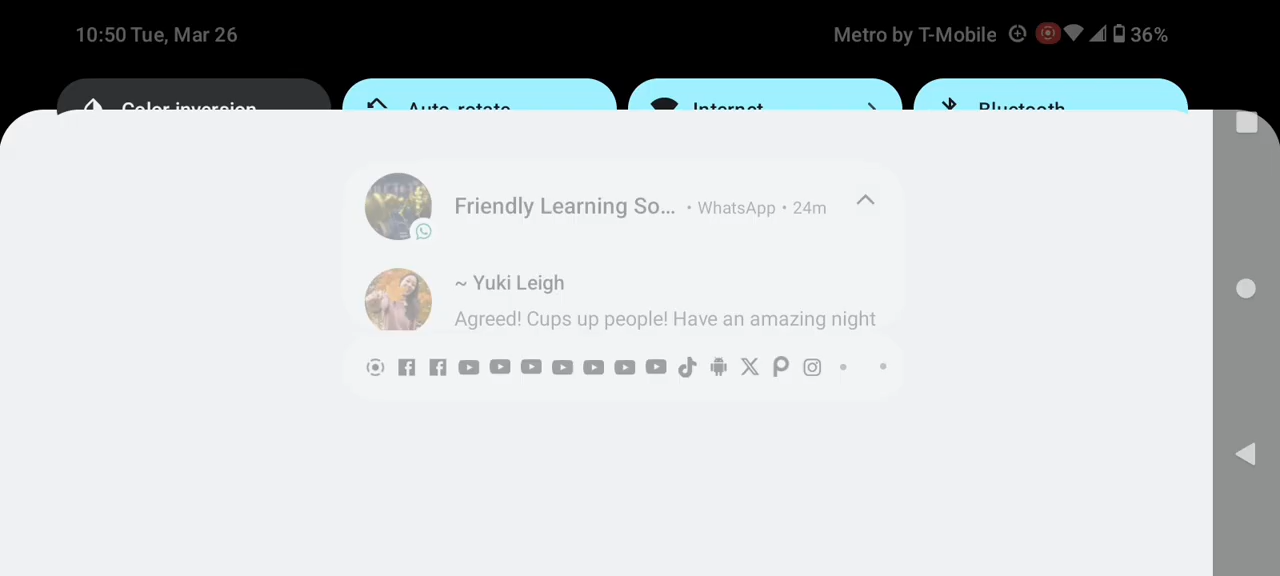 10:50 Tue, Mar 26
Metro by T-Mobile 36%
Color inversion
Auto-rotate
Internet
Bluetooth
Friendly Learning So... • WhatsApp • 24m
~ Yuki Leigh
Agreed! Cups up people! Have an amazing night